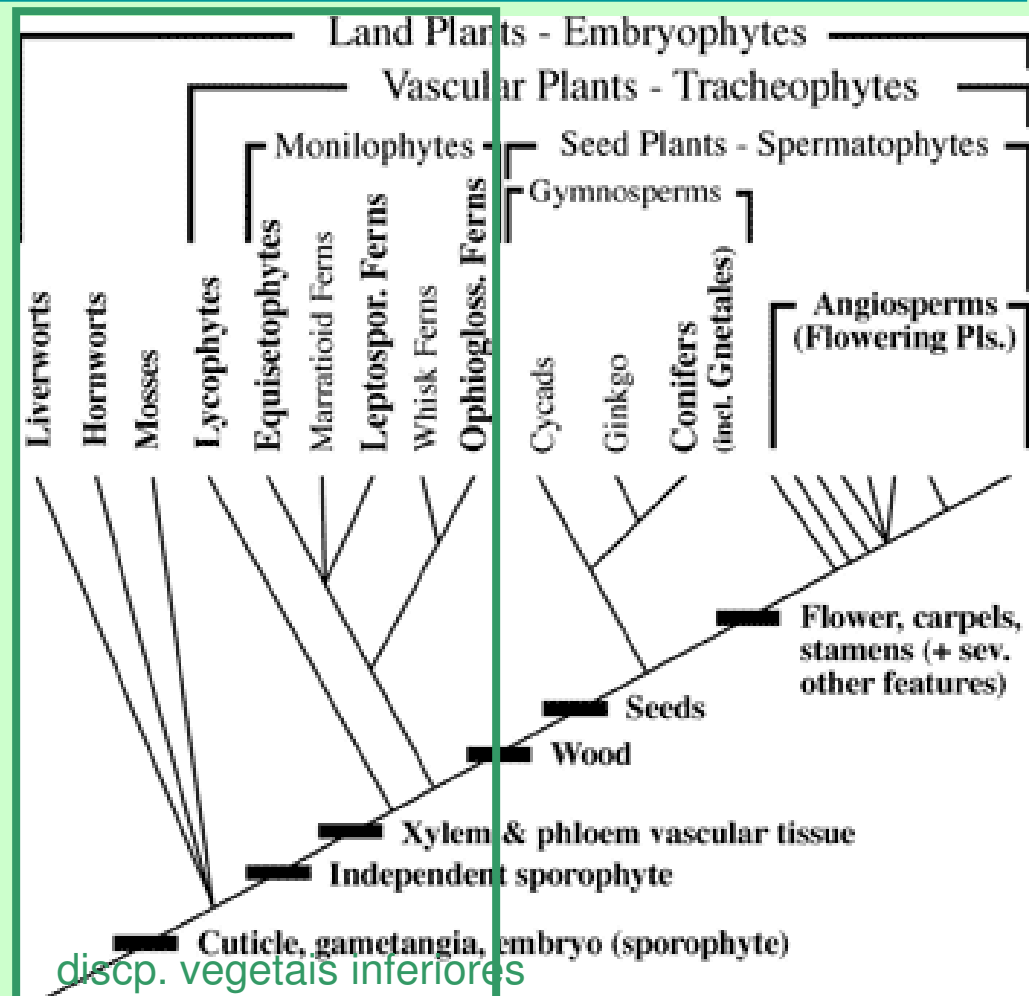 Land Plants - Embryophytes
Vascular Plants - Tracheophytes
Monilophytes
Seed Plants - Spermatophytes
Gymnosperms
Liverworts
Hornworts
Mosses
Lycophytes
Equisetophytes
Marratioid Ferns
Leptospor. Ferns
Whisk Ferns
Ophiogloss. Ferns
Cycads
Ginkgo
Conifers
(incl. Gnetales)
Angiosperms
(Flowering Pls.)
Flower, carpels,
stamens (+ sev.
other features)
Seeds
Wood
Xylem & phloem vascular tissue
Independent sporophyte
Cuticle, gametangia, embryo (sporophyte)
discp. vegetais inferiores